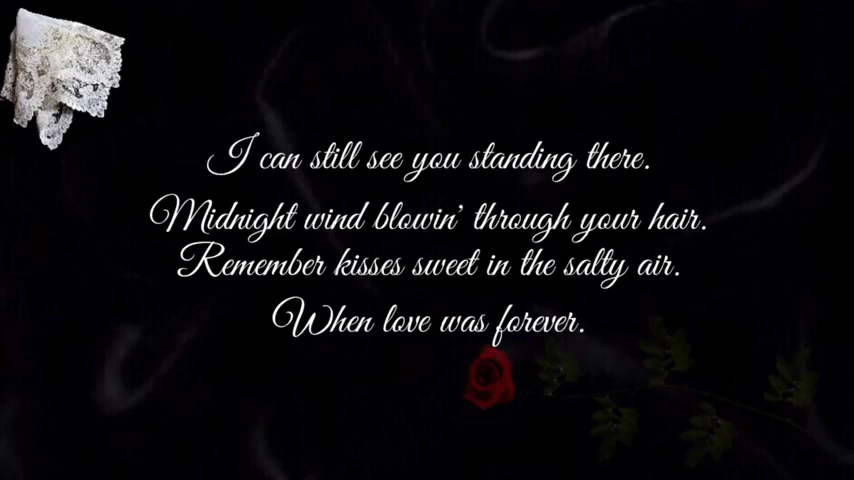 I can still see you standing there.
Midnight wind blowin' through your hair.
Remember kisses sweet in the salty air.
When love was forever.